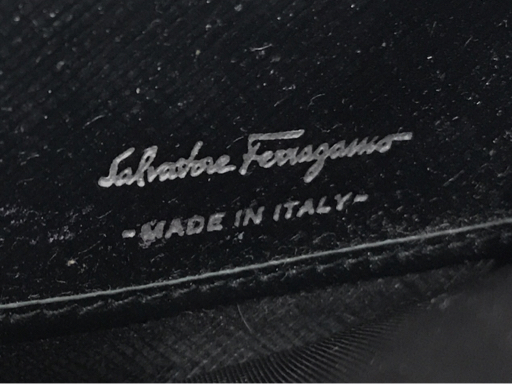 Salvatore Ferragamo
-MADE IN ITALY-